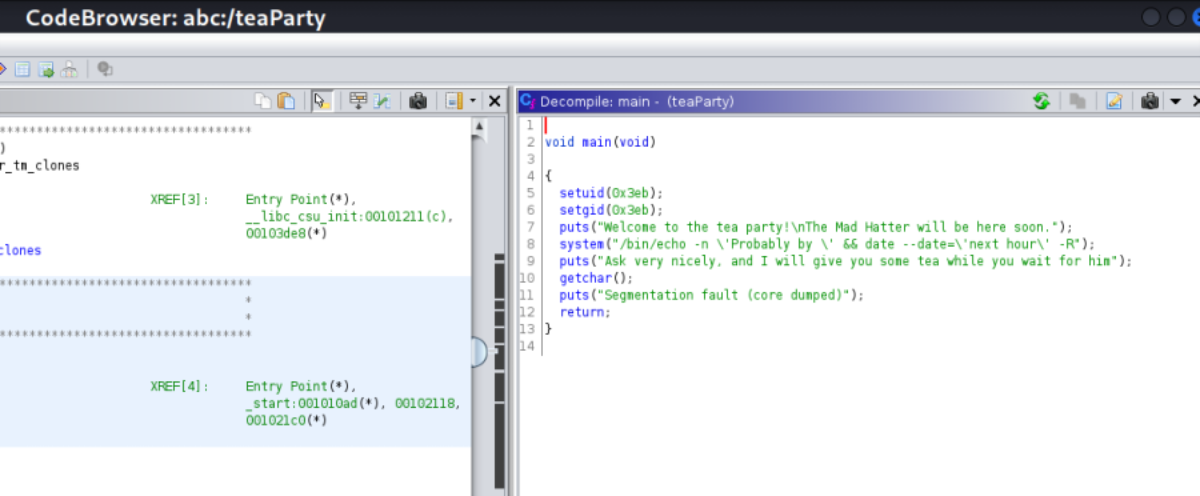 CodeBrowser: abc:/teaParty
Decompile: main - (teaParty)
***********************************
)
r_tm_clones
XREF[3]: Entry Point(*),
__libc_csu_init:00101211(c),
00103de8(*)
clones
***********************************
*
*
***********************************
XREF[4]: Entry Point(*),
_start:001010ad(*), 00102118,
001021c0(*)
1
2 void main(void)
3
4 {
5 setuid(0x3eb);
6 setgid(0x3eb);
7 puts("Welcome to the tea party!\nThe Mad Hatter will be here soon.");
8 system("/bin/echo -n \'Probably by \' && date --date=\'next hour\' -R");
9 puts("Ask very nicely, and I will give you some tea while you wait for him");
10 getchar();
11 puts("Segmentation fault (core dumped)");
12 return;
13 }
14